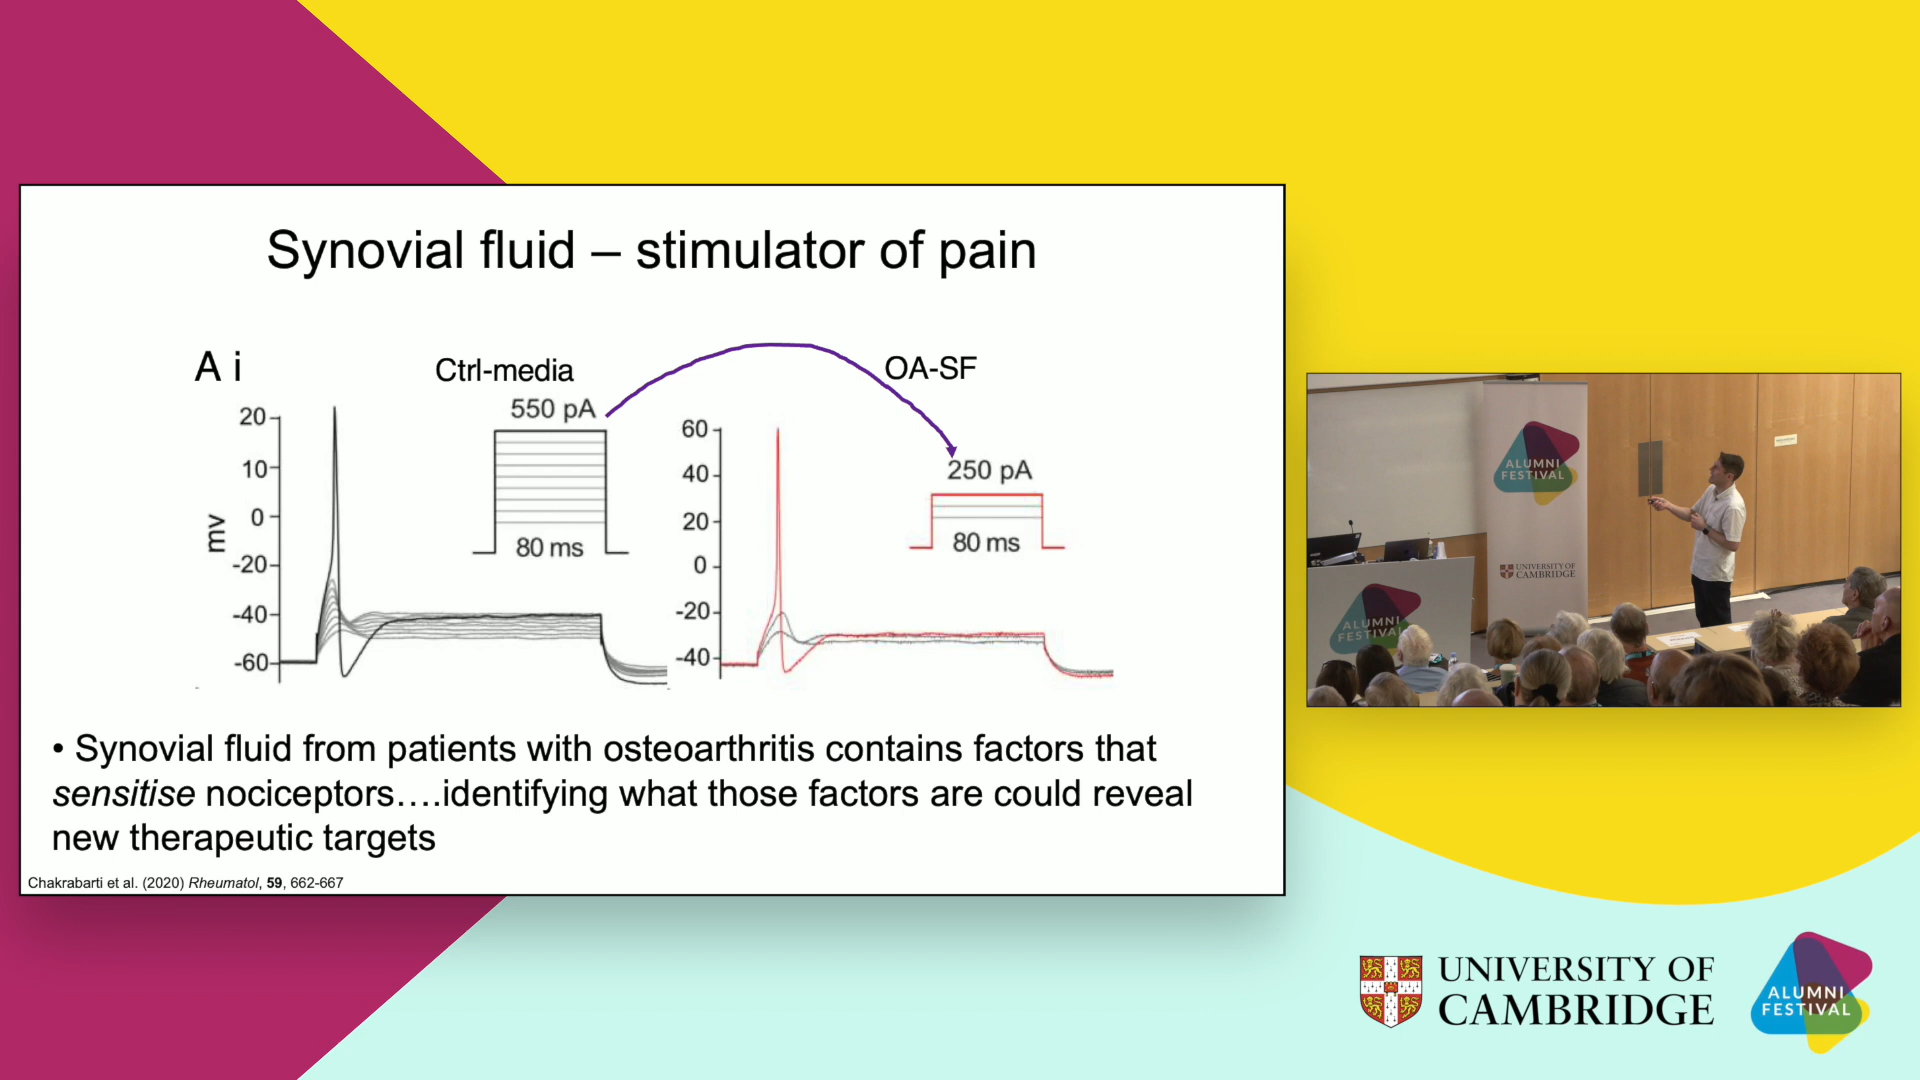 Synovial fluid – stimulator of pain
A i
Ctrl-media
OA-SF
550 pA
80 ms
20
10
0
-20
-40
-60
mv
250 pA
80 ms
60
40
20
0
-20
-40
• Synovial fluid from patients with osteoarthritis contains factors that
sensitise nociceptors….identifying what those factors are could reveal
new therapeutic targets
Chakrabarti et al. (2020) Rheumatol, 59, 662-667
ALUMNI
FESTIVAL
UNIVERSITY OF
CAMBRIDGE
ALUMNI
FESTIVAL
UNIVERSITY OF
CAMBRIDGE
ALUMNI
FESTIVAL